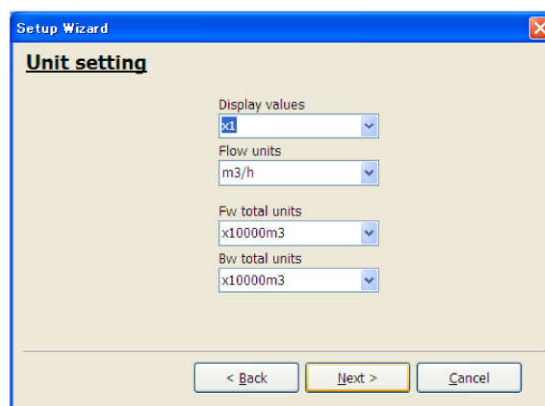 Setup Wizard
Unit setting
Display values
x1
Flow units
m3/h
Fw total units
x10000m3
Bw total units
x10000m3
< Back Next > Cancel